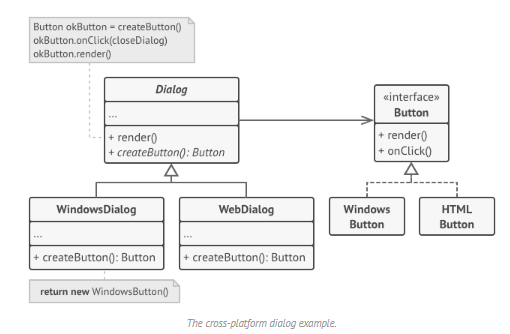 Button okButton = createButton()
okButton.onClick(closeDialog)
okButton.render()
Dialog
...
+ render()
+ createButton(): Button
«interface»
Button
+ render()
+ onClick()
WindowsDialog
...
+ createButton(): Button
WebDialog
...
+ createButton(): Button
Windows
Button
HTML
Button
return new WindowsButton()
The cross-platform dialog example.